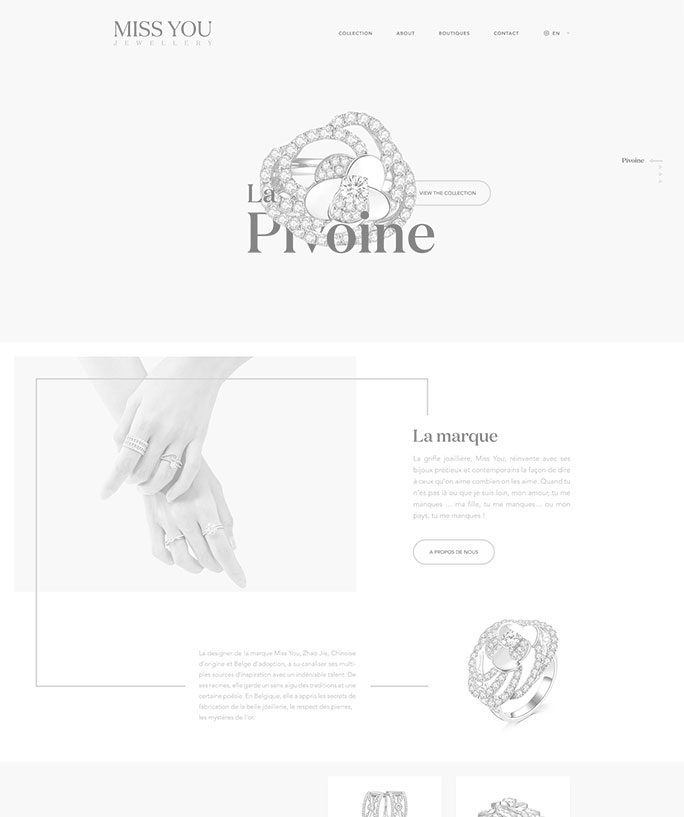 MISS YOU
JEWELLERY
COLLECTION
ABOUT
BOUTIQUES
CONTACT
EN
Pivoine
La
VIEW THE COLLECTION
Pivoine
La marque
La griffe joaillière, Miss You, réinvente avec ses
bijoux précieux et contemporains la façon de dire
à ceux qu'on aime combien on les aime. Quand tu
n'es pas là ou que je suis loin, mon amour, tu me
manques ... ma fille, tu me manques... ou mon
pays, tu me manques !
A PROPOS DE NOUS
La designer de la marque Miss You, Zhao Jie, Chinoise
d'origine et Belge d'adoption, a su canaliser ses multi-
ples sources d'inspiration avec un indéniable talent. De
ses racines, elle garde un sens aigu des traditions et une
certaine poésie. En Belgique, elle a appris les secrets de
fabrication de la belle joaillerie, le respect des pierres,
les mystères de l'or.